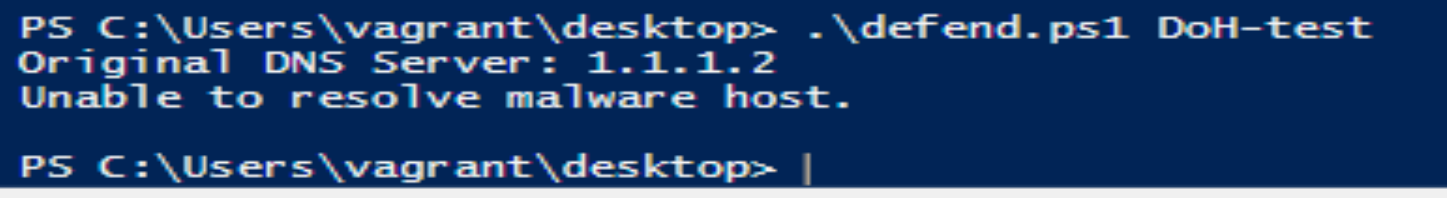 PS C:\Users\vagrant\desktop> .\defend.ps1 DoH-test
Original DNS Server: 1.1.1.2
Unable to resolve malware host.
PS C:\Users\vagrant\desktop>